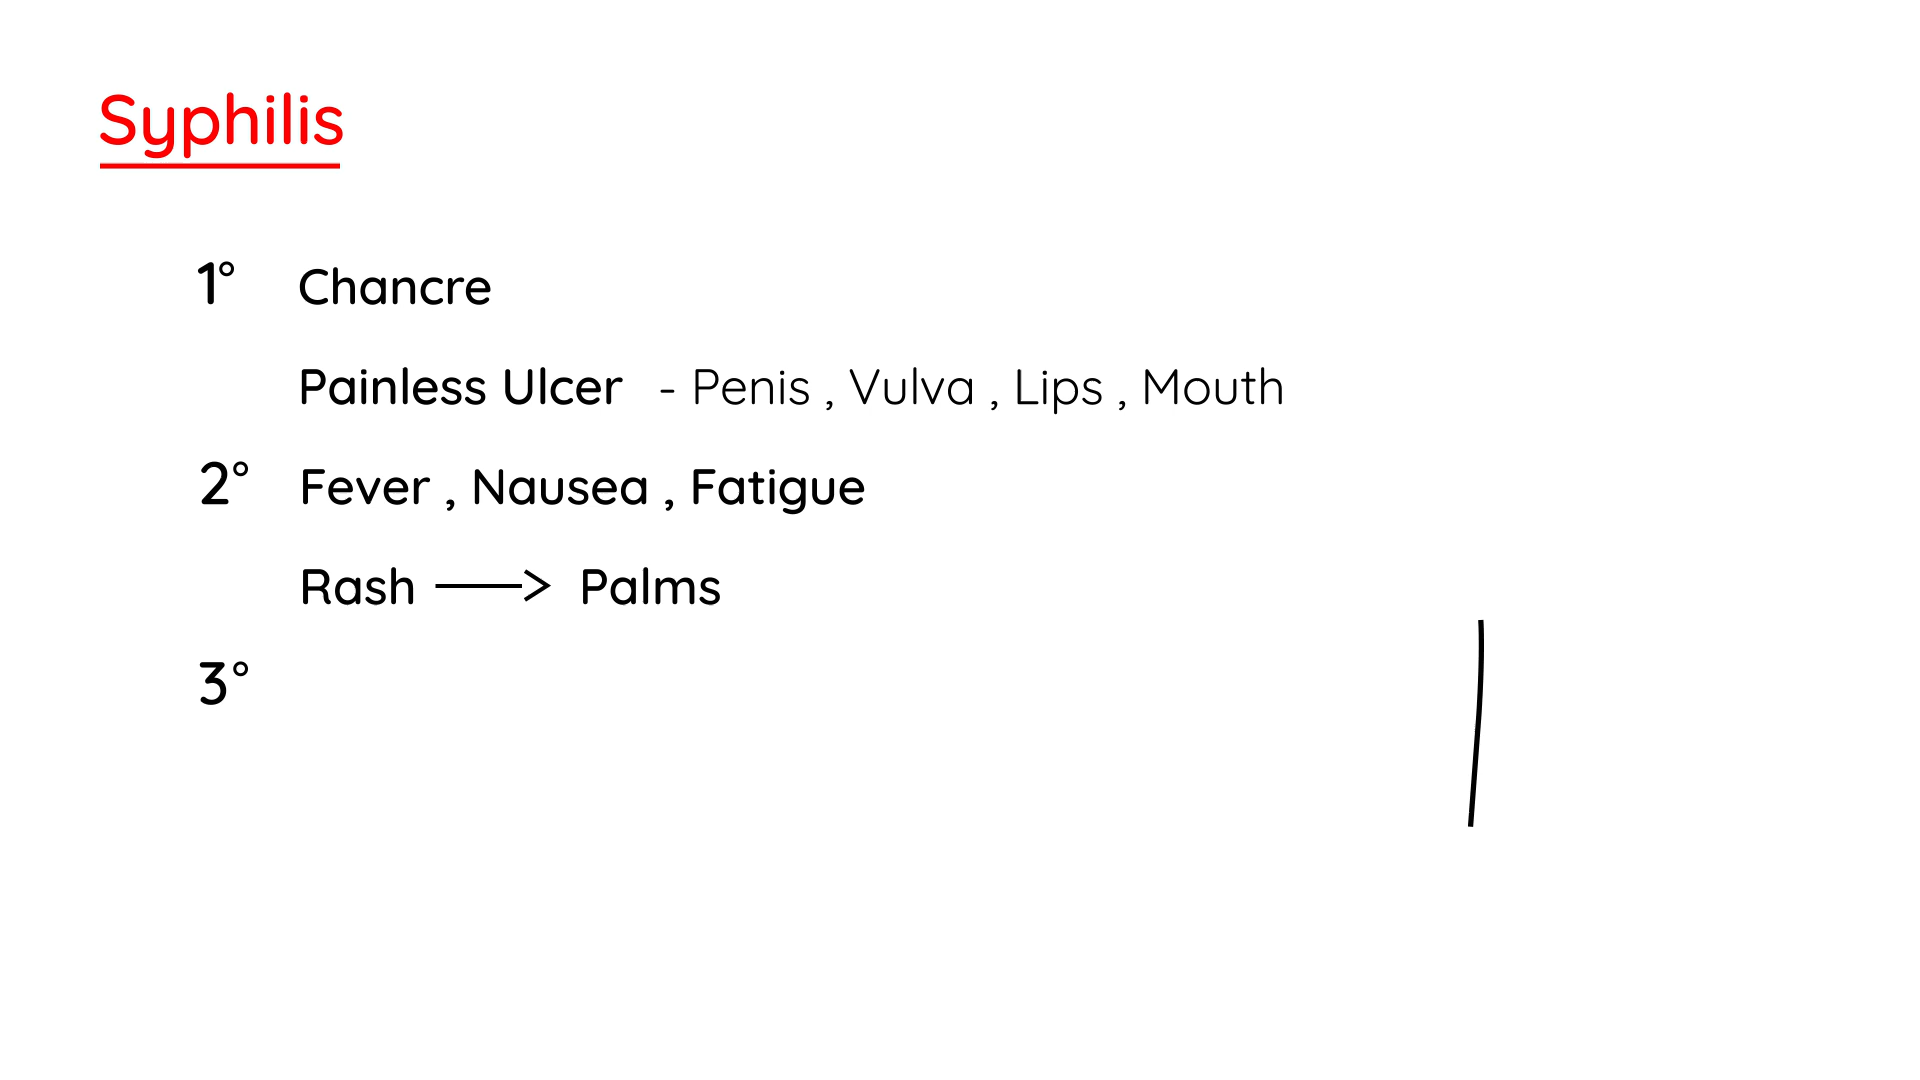 Syphilis
1° Chancre
Painless Ulcer - Penis , Vulva , Lips , Mouth
2° Fever , Nausea , Fatigue
Rash → Palms
3°